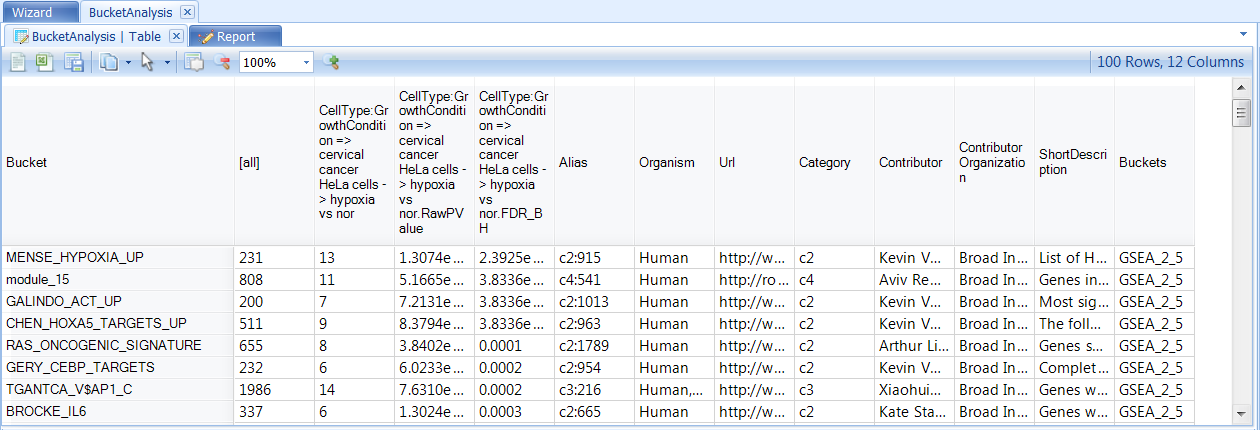 Wizard BucketAnalysis
BucketAnalysis | Table Report
100% 100 Rows, 12 Columns
Bucket [all] CellType:GrowthCondition => cervical cancer HeLa cells -> hypoxia vs nor CellType:GrowthCondition => cervical cancer HeLa cells -> hypoxia vs nor.RawPValue CellType:GrowthCondition => cervical cancer HeLa cells -> hypoxia vs nor.FDR_BH Alias Organism Url Category Contributor Contributor Organization ShortDescription Buckets
MENSE_HYPOXIA_UP 231 13 1.3074e... 2.3925e... c2:915 Human http://w... c2 Kevin V... Broad In... List of H... GSEA_2_5
module_15 808 11 5.1665e... 3.8336e... c4:541 Human http://ro... c4 Aviv Re... Broad In... Genes in... GSEA_2_5
GALINDO_ACT_UP 200 7 7.2131e... 3.8336e... c2:1013 Human http://w... c2 Kevin V... Broad In... Most sig... GSEA_2_5
CHEN_HOXA5_TARGETS_UP 511 9 8.3794e... 3.8336e... c2:963 Human http://w... c2 Kevin V... Broad In... The foll... GSEA_2_5
RAS_ONCOGENIC_SIGNATURE 655 8 3.8402e... 0.0001 c2:1789 Human http://w... c2 Arthur Li... Broad In... Genes s... GSEA_2_5
GERY_CEBP_TARGETS 232 6 6.0233e... 0.0002 c2:954 Human http://w... c2 Kevin V... Broad In... Complet... GSEA_2_5
TGANTCA_V$AP1_C 1986 14 7.6310e... 0.0002 c3:216 Human,... http://w... c3 Xiaohui... Broad In... Genes w... GSEA_2_5
BROCKE_IL6 337 6 1.3024e... 0.0003 c2:665 Human http://w... c2 Kate Sta... Broad In... Genes w... GSEA_2_5